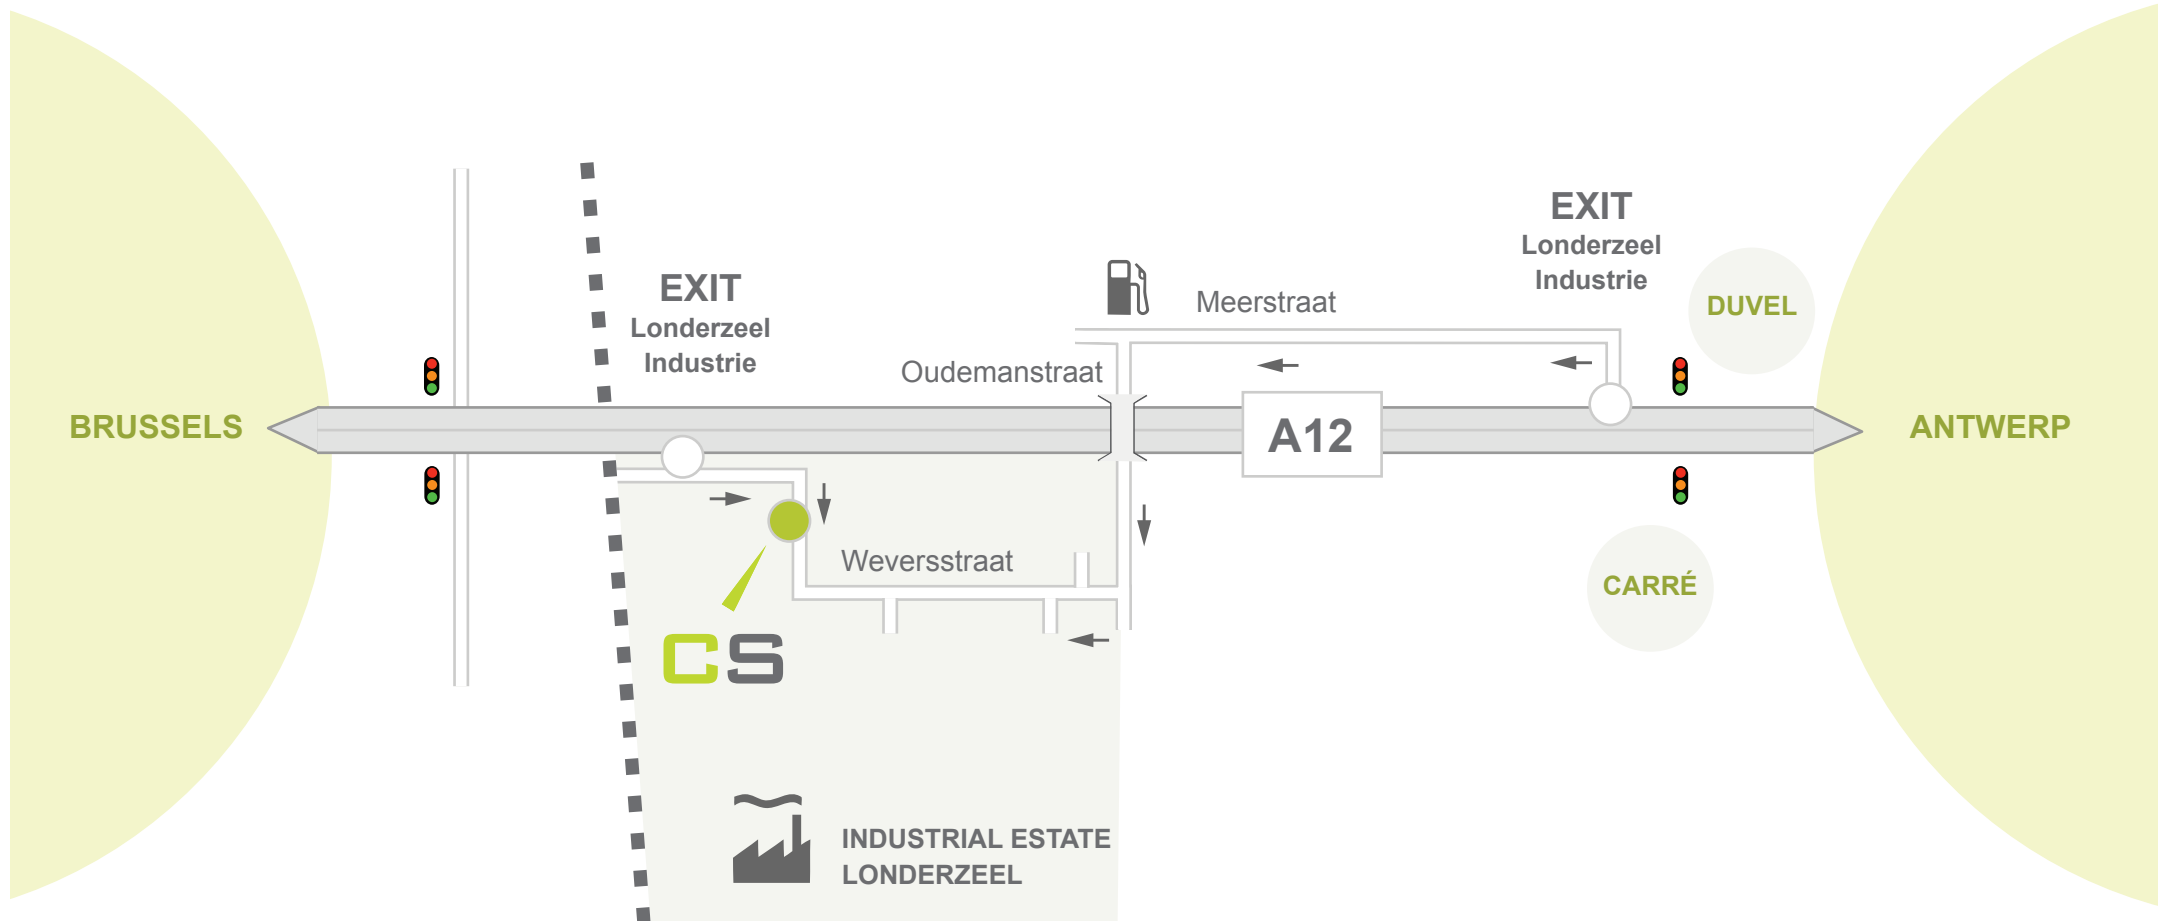 EXIT
Londerzeel
Industrie
DUVEL
EXIT
Londerzeel
Industrie
Meerstraat
Oudemanstraat
BRUSSELS
A12
ANTWERP
Weversstraat
CARRÉ
CS
INDUSTRIAL ESTATE
LONDERZEEL